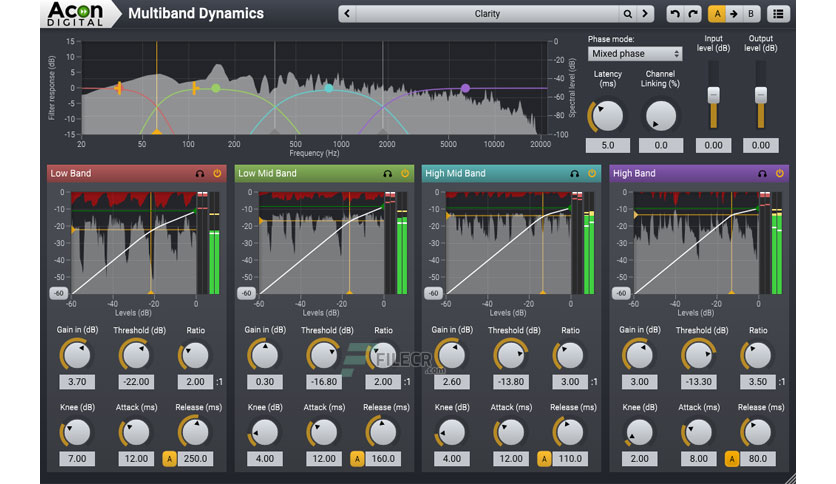 Acon
DIGITAL
Multiband Dynamics
Clarity
A
B
Filter response (dB)
15
10
5
0
-5
-10
-15
0
-20
-40
-60
-80
-100
Spectral level (dB)
20
50
100
200
500
1000
2000
5000
10000
20000
Frequency (Hz)
Phase mode:
Mixed phase
Latency
(ms)
5.0
Channel
Linking (%)
0.0
Input
level (dB)
0.00
Output
level (dB)
0.00
Low Band
0
-10
-20
-30
-40
-50
-60
-60
-40
-20
0
Levels (dB)
Gain in (dB)
Threshold (dB)
Ratio
3.70
-22.00
2.00 :1
Knee (dB)
Attack (ms)
Release (ms)
7.00
12.00
A
250.0
Low Mid Band
0
-10
-20
-30
-40
-50
-60
-60
-40
-20
0
Levels (dB)
Gain in (dB)
Threshold (dB)
Ratio
0.30
-16.80
2.00 :1
Knee (dB)
Attack (ms)
Release (ms)
4.00
12.00
A
160.0
High Mid Band
0
-10
-20
-30
-40
-50
-60
-60
-40
-20
0
Levels (dB)
Gain in (dB)
Threshold (dB)
Ratio
2.60
-13.80
3.00 :1
Knee (dB)
Attack (ms)
Release (ms)
4.00
12.00
A
110.0
High Band
0
-10
-20
-30
-40
-50
-60
-60
-40
-20
0
Levels (dB)
Gain in (dB)
Threshold (dB)
Ratio
3.00
-13.30
3.50 :1
Knee (dB)
Attack (ms)
Release (ms)
2.00
8.00
A
80.0
FILECR
.com